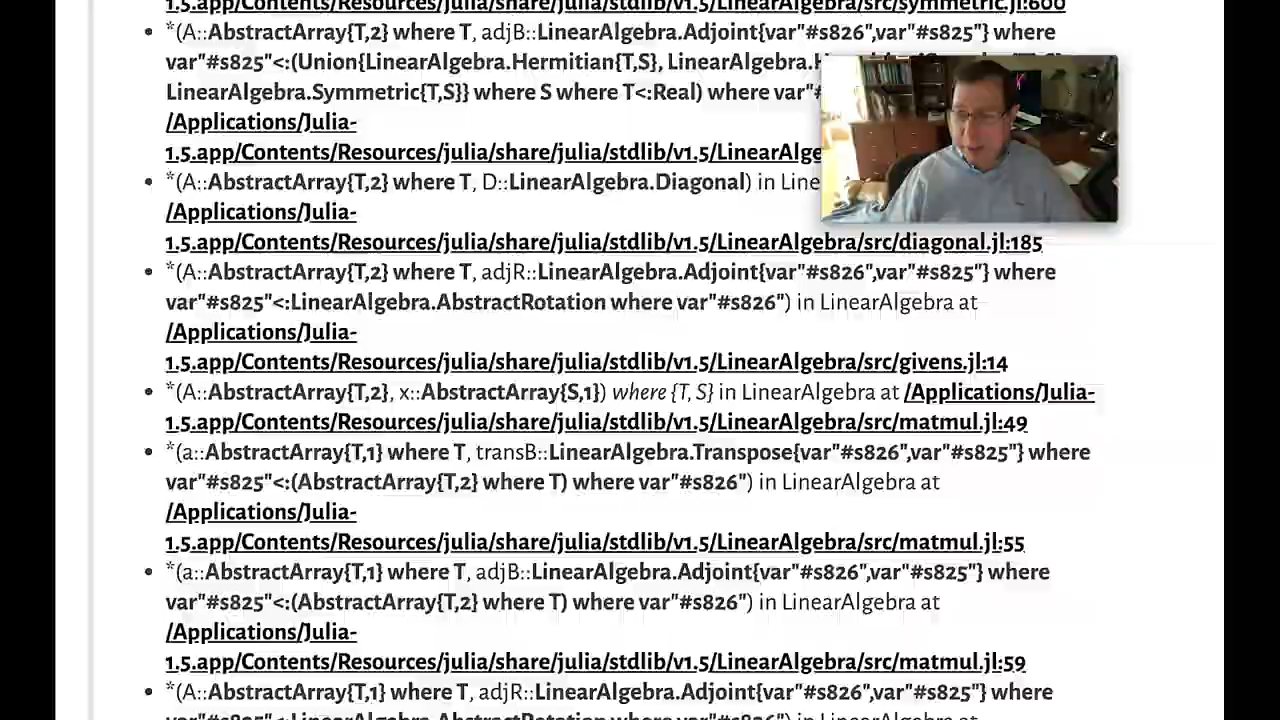 1.5.app/Contents/Resources/julia/share/julia/stdlib/v1.5/LinearAlgebra/src/symmetric.jl:600
*(A::AbstractArray{T,2} where T, adjB::LinearAlgebra.Adjoint{var"#s826",var"#s825"} where
var"#s825"<:(Union{LinearAlgebra.Hermitian{T,S}, LinearAlgebra.
LinearAlgebra.Symmetric{T,S}} where S where T<:Real) where var"#
/Applications/Julia-
1.5.app/Contents/Resources/julia/share/julia/stdlib/v1.5/LinearAlge
*(A::AbstractArray{T,2} where T, D::LinearAlgebra.Diagonal) in Line
/Applications/Julia-
1.5.app/Contents/Resources/julia/share/julia/stdlib/v1.5/LinearAlgebra/src/diagonal.jl:185
*(A::AbstractArray{T,2} where T, adjR::LinearAlgebra.Adjoint{var"#s826",var"#s825"} where
var"#s825"<:LinearAlgebra.AbstractRotation where var"#s826") in LinearAlgebra at
/Applications/Julia-
1.5.app/Contents/Resources/julia/share/julia/stdlib/v1.5/LinearAlgebra/src/givens.jl:14
*(A::AbstractArray{T,2}, x::AbstractArray{S,1}) where {T, S} in LinearAlgebra at /Applications/Julia-
1.5.app/Contents/Resources/julia/share/julia/stdlib/v1.5/LinearAlgebra/src/matmul.jl:49
*(a::AbstractArray{T,1} where T, transB::LinearAlgebra.Transpose{var"#s826",var"#s825"} where
var"#s825"<:(AbstractArray{T,2} where T) where var"#s826") in LinearAlgebra at
/Applications/Julia-
1.5.app/Contents/Resources/julia/share/julia/stdlib/v1.5/LinearAlgebra/src/matmul.jl:55
*(a::AbstractArray{T,1} where T, adjB::LinearAlgebra.Adjoint{var"#s826",var"#s825"} where
var"#s825"<:(AbstractArray{T,2} where T) where var"#s826") in LinearAlgebra at
/Applications/Julia-
1.5.app/Contents/Resources/julia/share/julia/stdlib/v1.5/LinearAlgebra/src/matmul.jl:59
*(A::AbstractArray{T,1} where T, adjR::LinearAlgebra.Adjoint{var"#s826",var"#s825"} where
var"#s825"<:LinearAlgebra.AbstractRotation where var"#s826") in LinearAlgebra at